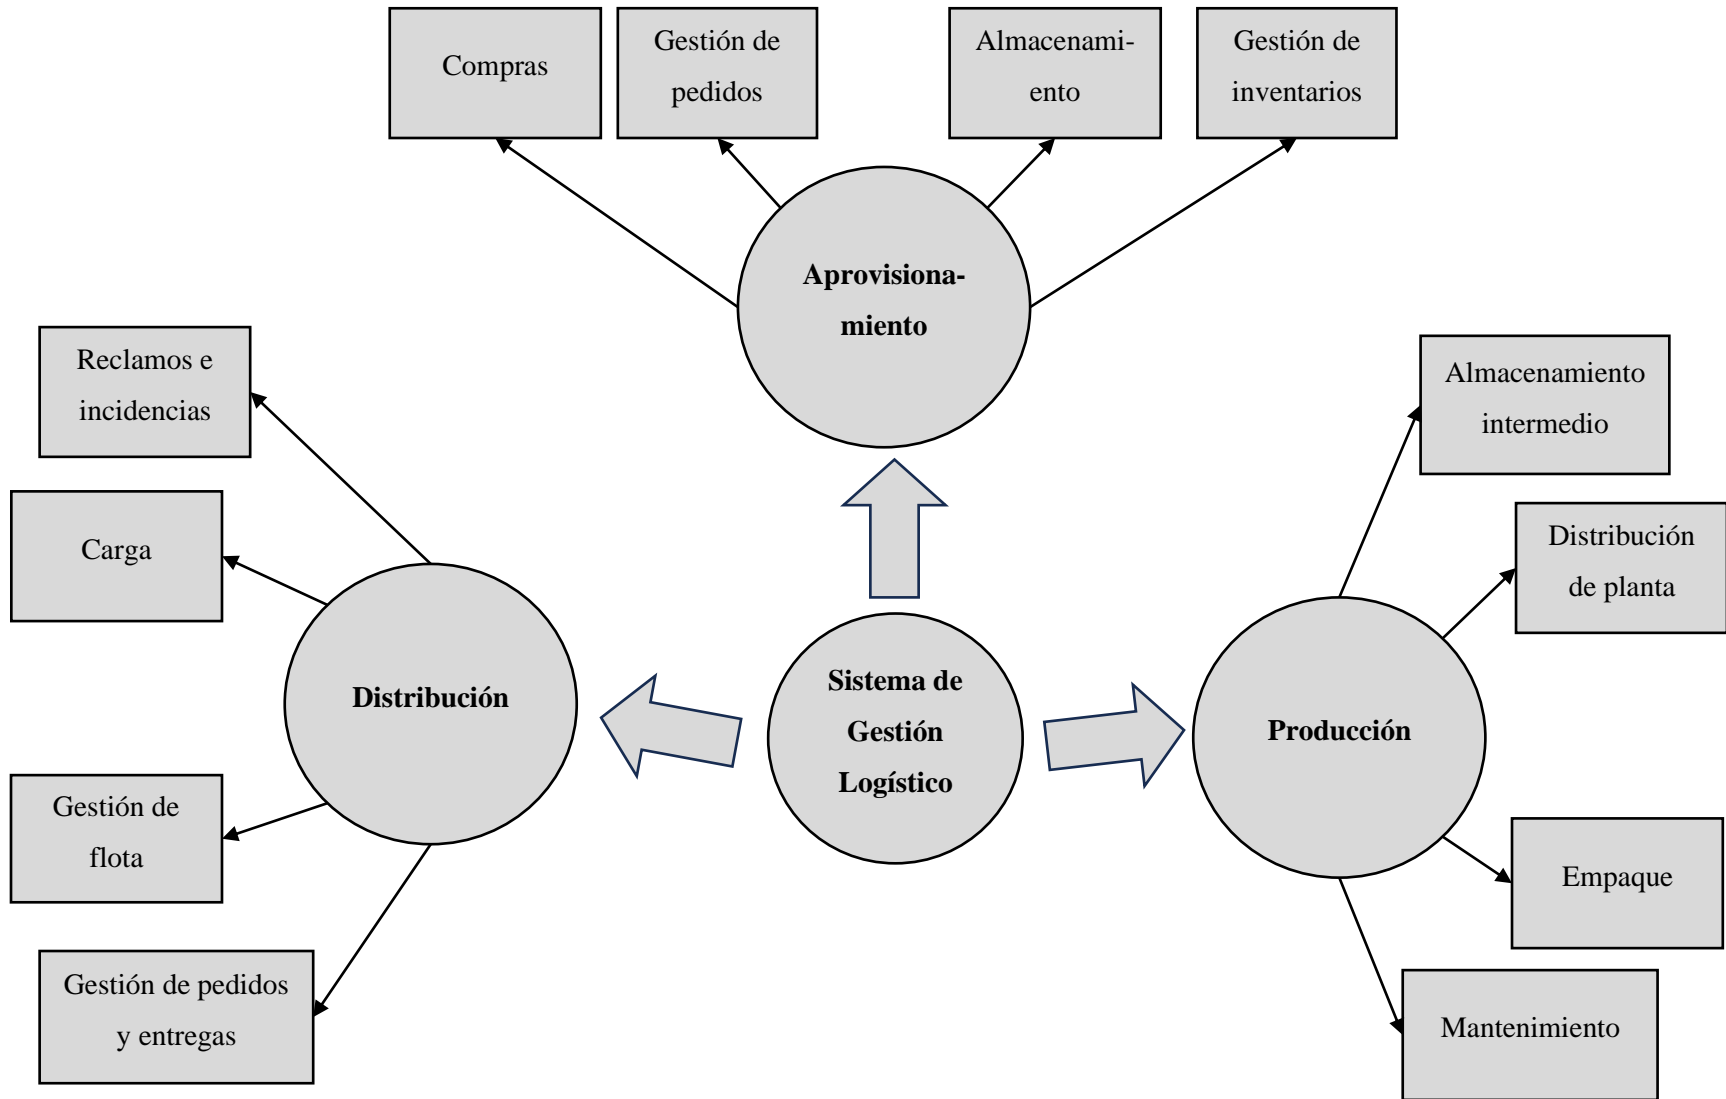 Compras
Gestión de
pedidos
Almacenami-
ento
Gestión de
inventarios
Aprovisiona-
miento
Reclamos e
incidencias
Carga
Distribución
Gestión de
flota
Gestión de pedidos
y entregas
Sistema de
Gestión
Logístico
Producción
Almacenamiento
intermedio
Distribución
de planta
Empaque
Mantenimiento